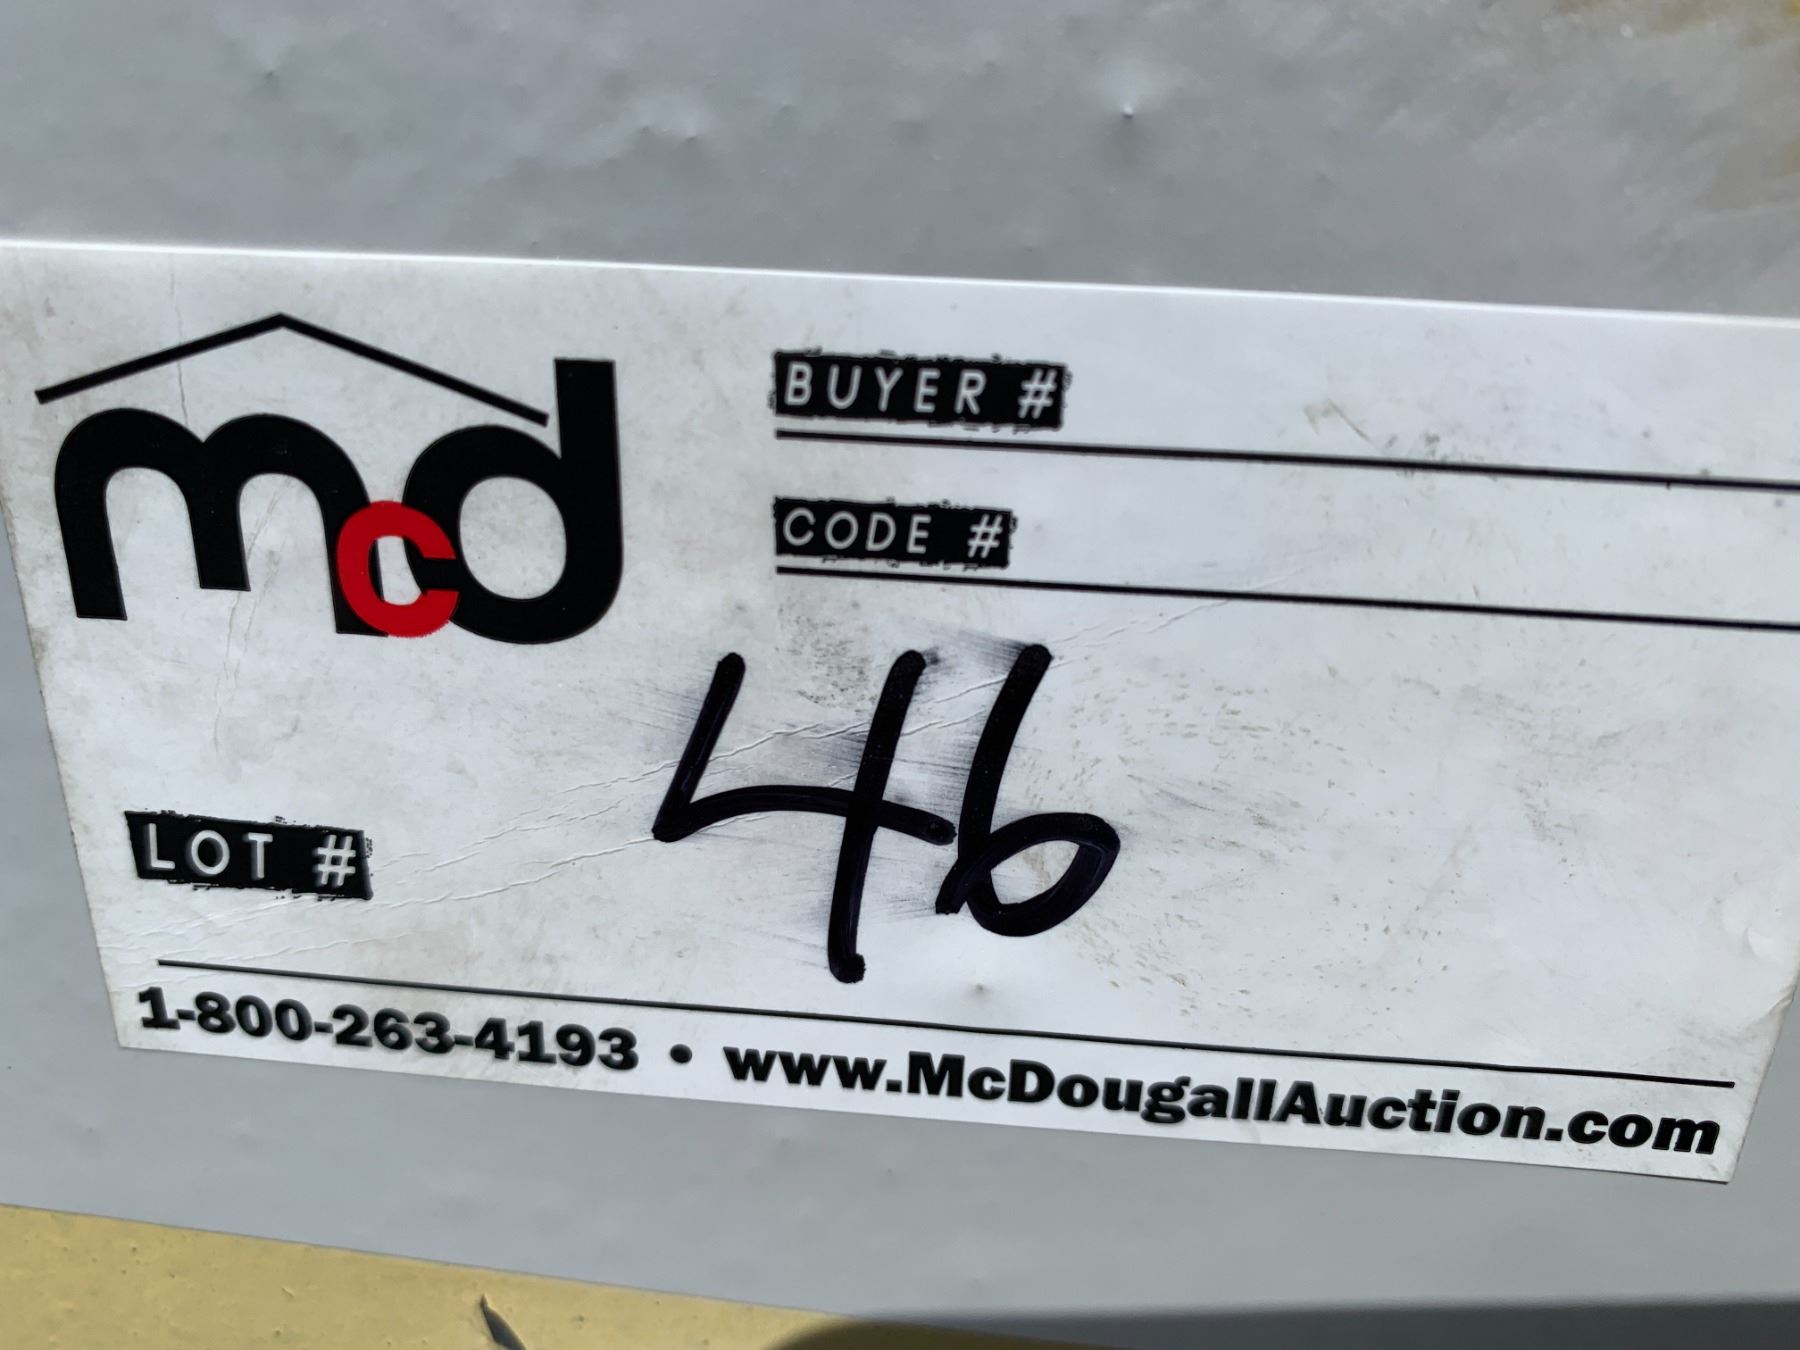 mcd
BUYER #
CODE #
LOT # 46
1-800-263-4193 • www.McDougallAuction.com